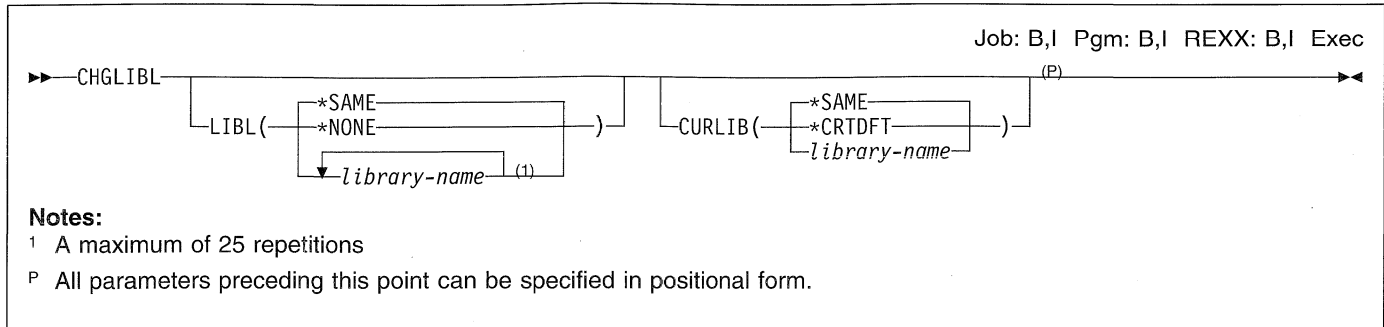 Job: B,I Pgm: B,I REXX: B,I Exec
CHGLIBL
LIBL(
*SAME
*NONE
library-name
(1)
)
CURLIB(
*SAME
*CRTDFT
library-name
)
(P)
Notes:
1 A maximum of 25 repetitions
P All parameters preceding this point can be specified in positional form.